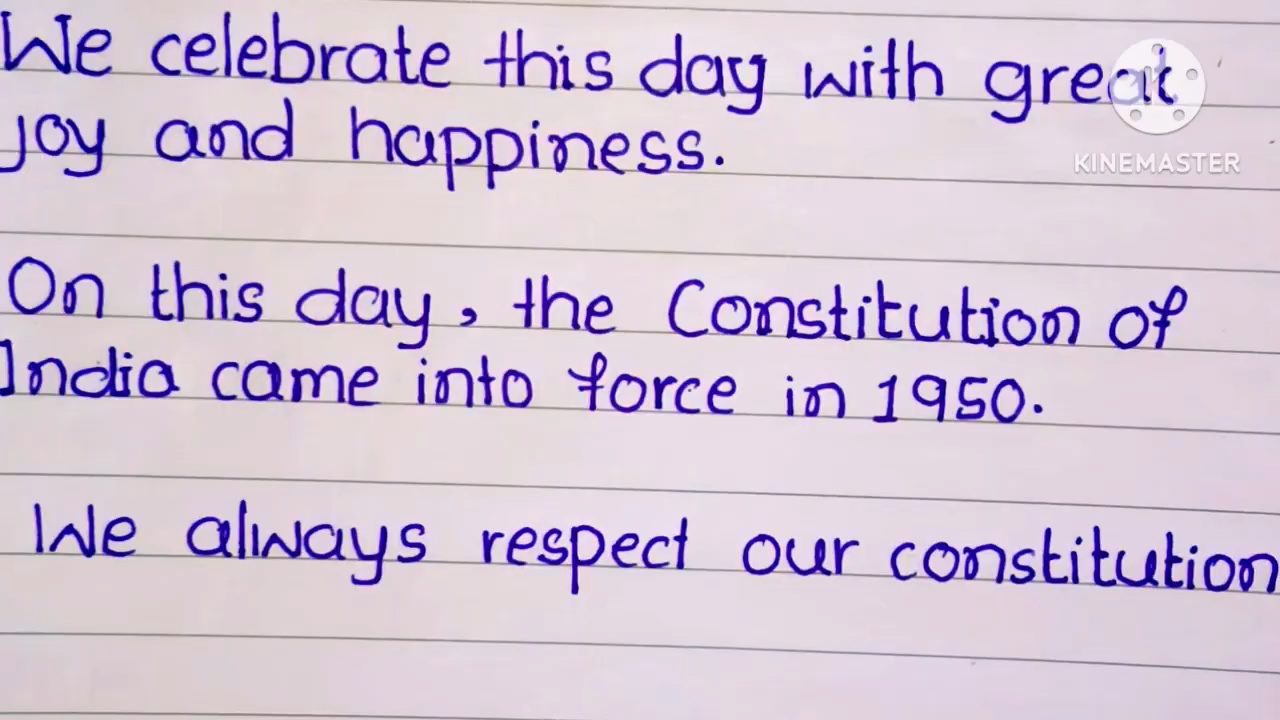 We celebrate this day with great
joy and happiness.
KINEMASTER
On this day, the Constitution of
India came into force in 1950.
We always respect our constitution